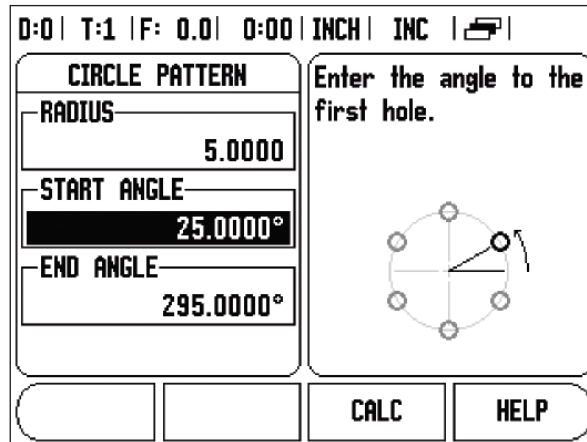 D:0| T:1 |F: 0.0| 0:00| INCH| INC
CIRCLE PATTERN
RADIUS
5.0000
START ANGLE
25.0000°
END ANGLE
295.0000°
Enter the angle to the
first hole.
CALC
HELP